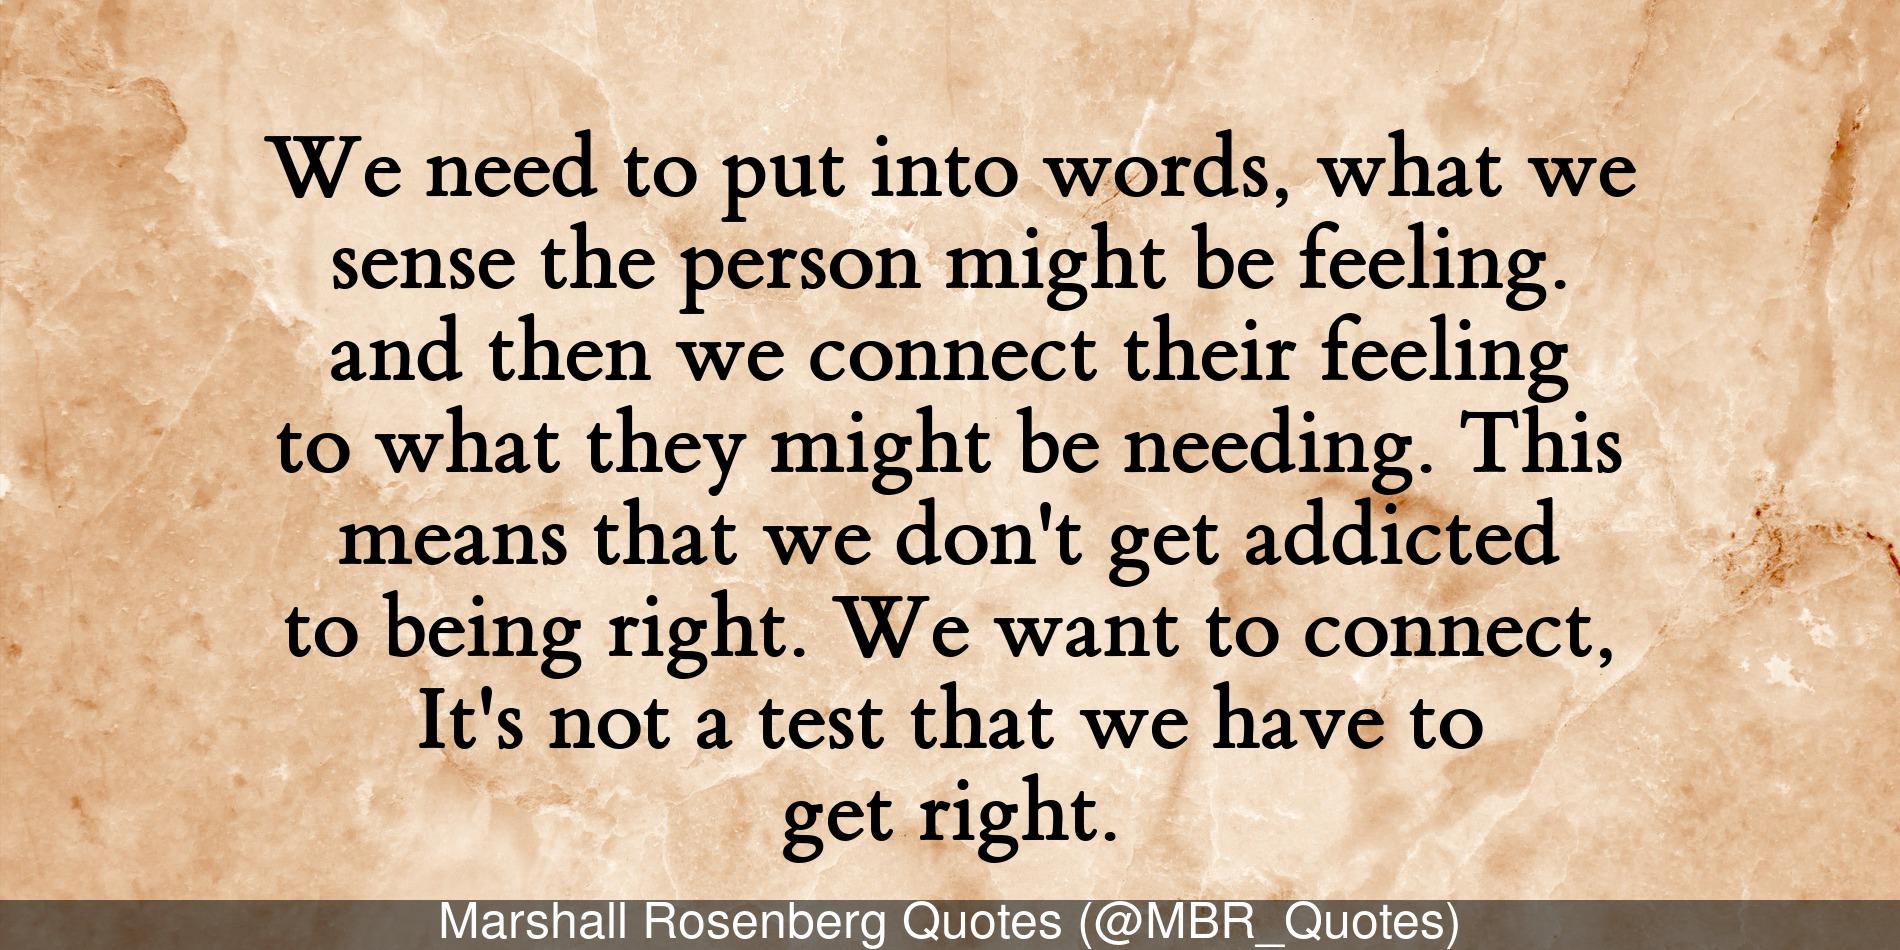 We need to put into words, what we
sense the person might be feeling.
and then we connect their feeling
to what they might be needing. This
means that we don't get addicted
to being right. We want to connect,
It's not a test that we have to
get right.
Marshall Rosenberg Quotes (@MBR_Quotes)